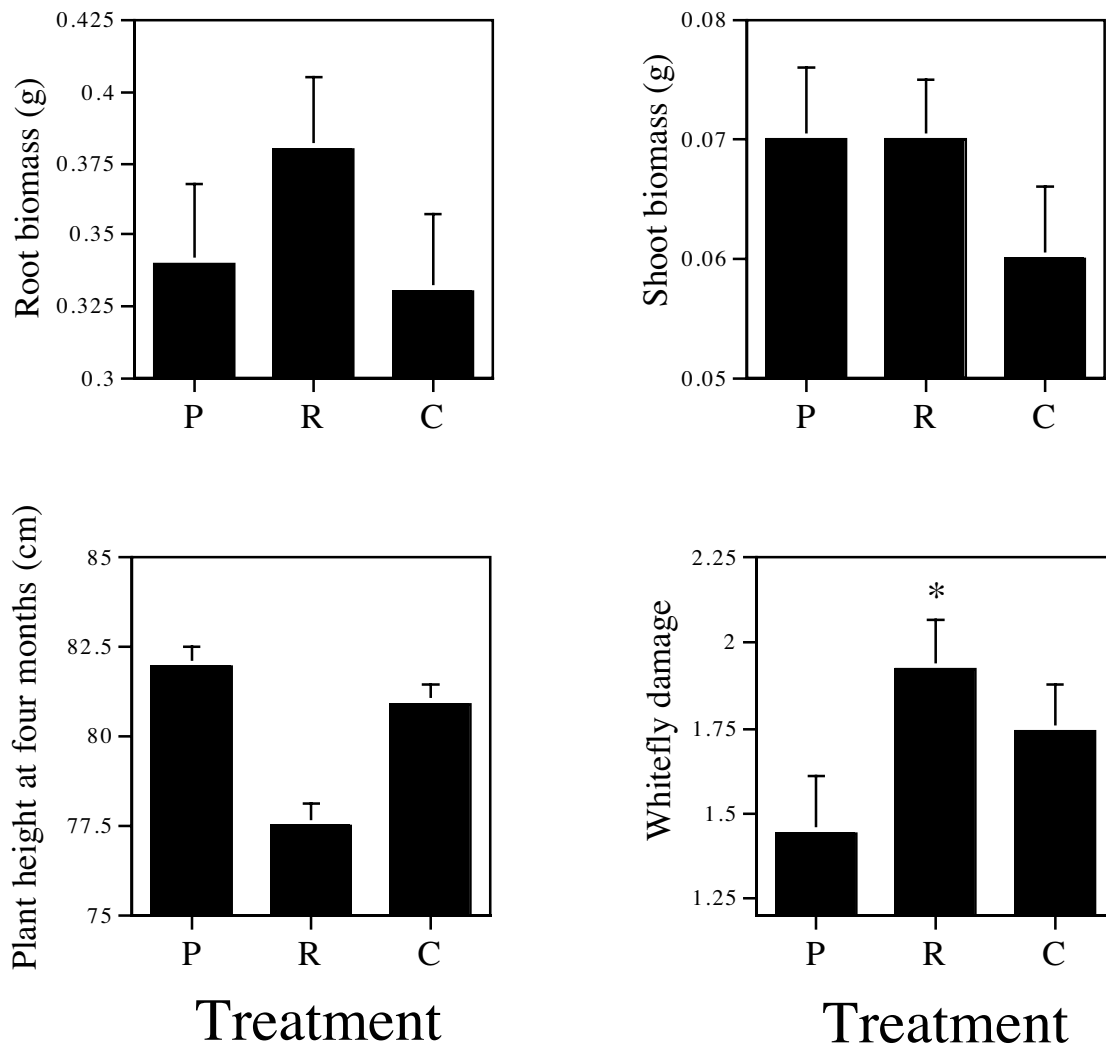 Root biomass (g)
0.425
0.4
0.375
0.35
0.325
0.3
P R C
Shoot biomass (g)
0.08
0.07
0.06
0.05
P R C
Plant height at four months (cm)
85
82.5
80
77.5
75
P R C
Treatment
Whitefly damage
2.25
2
1.75
1.5
1.25
*
P R C
Treatment